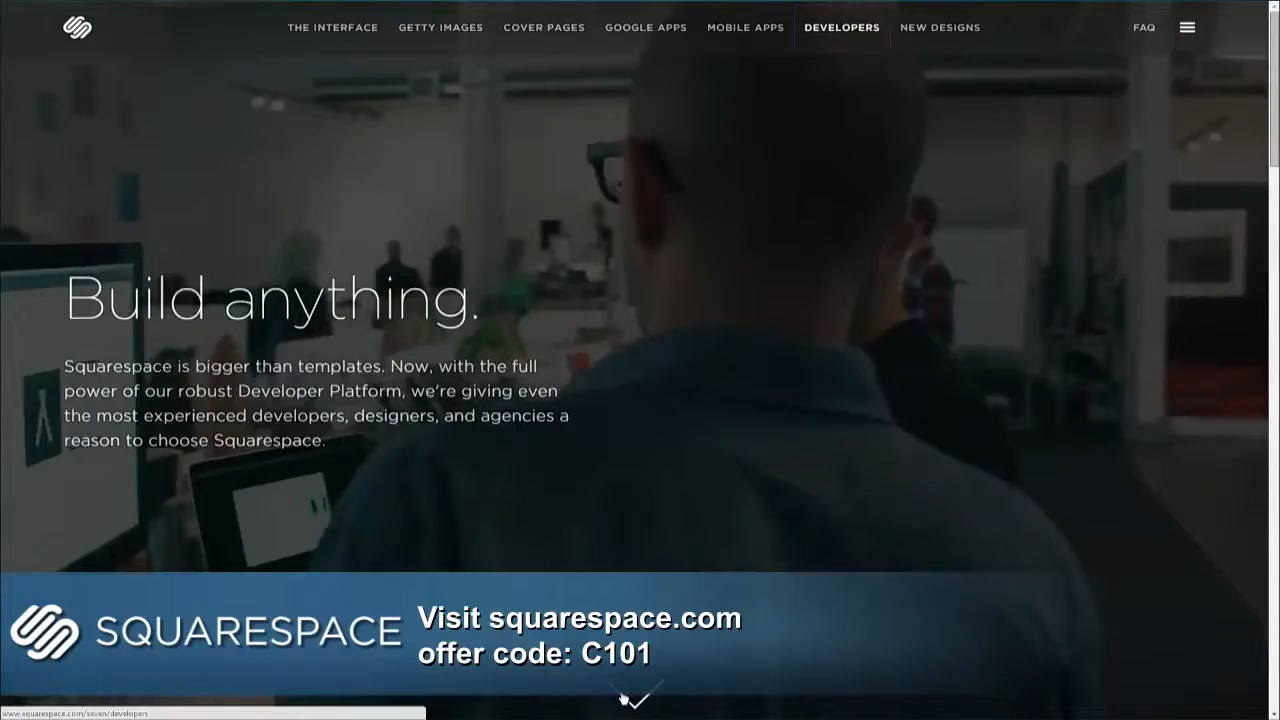 THE INTERFACE
GETTY IMAGES
COVER PAGES
GOOGLE APPS
MOBILE APPS
DEVELOPERS
NEW DESIGNS
FAQ
Build anything.
Squarespace is bigger than templates. Now, with the full
power of our robust Developer Platform, we're giving even
the most experienced developers, designers, and agencies a
reason to choose Squarespace.
SQUARESPACE
Visit squarespace.com
offer code: C101
www.squarespace.com/seven/developers